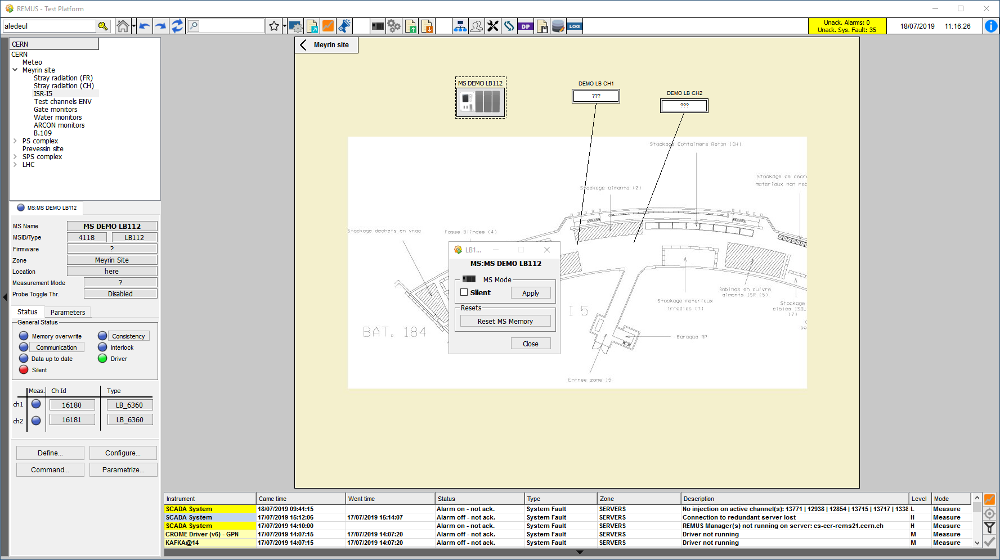 REMUS - Test Platform
aledeul
DP
LOG
Unack. Alarms: 0
Unack. Sys. Fault: 35
18/07/2019 11:16:26
CERN
CERN
Meteo
Meyrin site
Stray radiation (FR)
Stray radiation (CH)
ISR-I5
Test channels ENV
Gate monitors
Water monitors
ARCON monitors
B.109
PS complex
Prevessin site
SPS complex
LHC
MS:MS DEMO LB112
MS Name MS DEMO LB112
MSID/Type 4118 LB112
Firmware ?
Zone Meyrin Site
Location here
Measurement Mode ?
Probe Toggle Thr. Disabled
Status Parameters
General Status
Memory overwrite Consistency
Communication Interlock
Data up to date Driver
Silent
Meas. Ch Id Type
ch1 16180 LB_6360
ch2 16181 LB_6360
Define... Configure...
Command... Parametrize...
Meyrin site
MS DEMO LB112
DEMO LB CH1
???
DEMO LB CH2
???
Stockage Containers Beton (CH)
Stockage de
materiaux non
Stockage aimants (2)
Stockage dechets en vrac
Fosse Blindee (4)
LB1...
MS:MS DEMO LB112
MS Mode
Silent Apply
Resets
Reset MS Memory
Close
BAT. 184
I 5
Bobines en cuivre
aimants ISR (5)
Stockage materiaux
irradies (1)
Stockage
cibles ISOL
(7)
Baraque RP
Entree zone I5
Instrument Came time Went time Status Type Zone Description Level Mode
SCADA System 18/07/2019 09:41:15 Alarm on - not ack. System Fault SERVERS No injection on active channel(s): 13771 | 12938 | 12854 | 13715 | 13717 | 1338 L Measure
SCADA System 17/07/2019 15:12:06 17/07/2019 15:14:07 Alarm off - not ack. System Fault SERVERS Connection to redundant server lost H Measure
SCADA System 17/07/2019 14:10:00 Alarm on - not ack. System Fault SERVERS REMUS Manager(s) not running on server: cs-ccr-rems21.cern.ch H Measure
CROME Driver (v6) - GPN 17/07/2019 14:07:15 17/07/2019 14:07:20 Alarm off - not ack. System Fault SERVERS Driver not running M Measure
KAFKA@14 17/07/2019 14:07:15 17/07/2019 14:07:20 Alarm off - not ack. System Fault SERVERS Driver not running M Measure